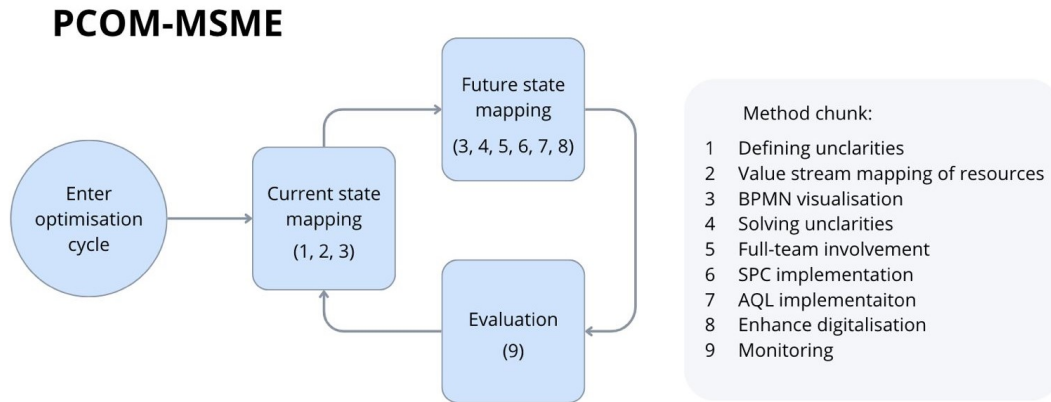 PCOM-MSME
Enter
optimisation
cycle
Current state
mapping
(1, 2, 3)
Future state
mapping
(3, 4, 5, 6, 7, 8)
Evaluation
(9)
Method chunk:
1 Defining unclarities
2 Value stream mapping of resources
3 BPMN visualisation
4 Solving unclarities
5 Full-team involvement
6 SPC implementation
7 AQL implementaiton
8 Enhance digitalisation
9 Monitoring